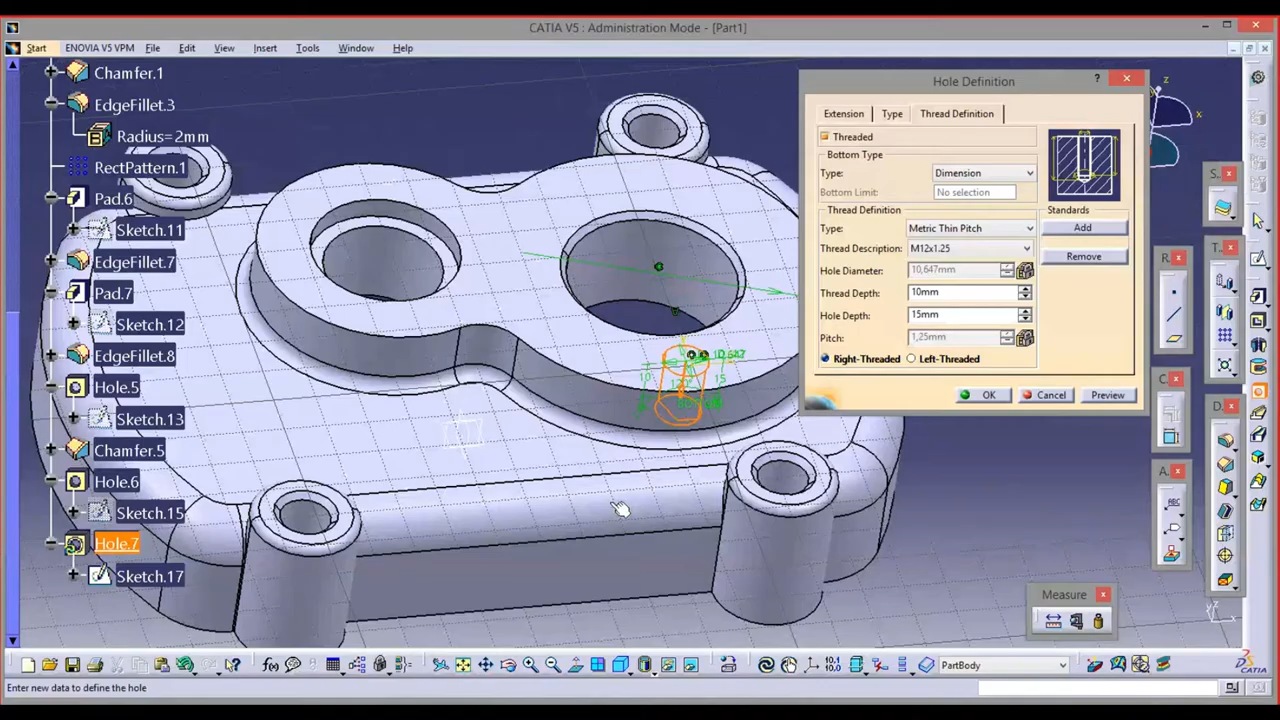 CATIA V5 : Administration Mode - [Part1]
Start ENOVIA V5 VPM File Edit View Insert Tools Window Help
Chamfer.1
EdgeFillet.3
Radius=2mm
RectPattern.1
Pad.6
Sketch.11
EdgeFillet.7
Pad.7
Sketch.12
EdgeFillet.8
Hole.5
Sketch.13
Chamfer.5
Hole.6
Sketch.15
Hole.7
Sketch.17
10,647
10
15
Hole Definition
Extension Type Thread Definition
Threaded
Bottom Type
Type: Dimension
Bottom Limit: No selection
Thread Definition
Type: Metric Thin Pitch
Thread Description: M12x1.25
Hole Diameter: 10,647mm
Thread Depth: 10mm
Hole Depth: 15mm
Pitch: 1,25mm
Right-Threaded Left-Threaded
Standards
Add
Remove
OK Cancel Preview
x
S...
T...
R...
C...
D...
A...
Measure
PartBody
CATIA
Enter new data to define the hole